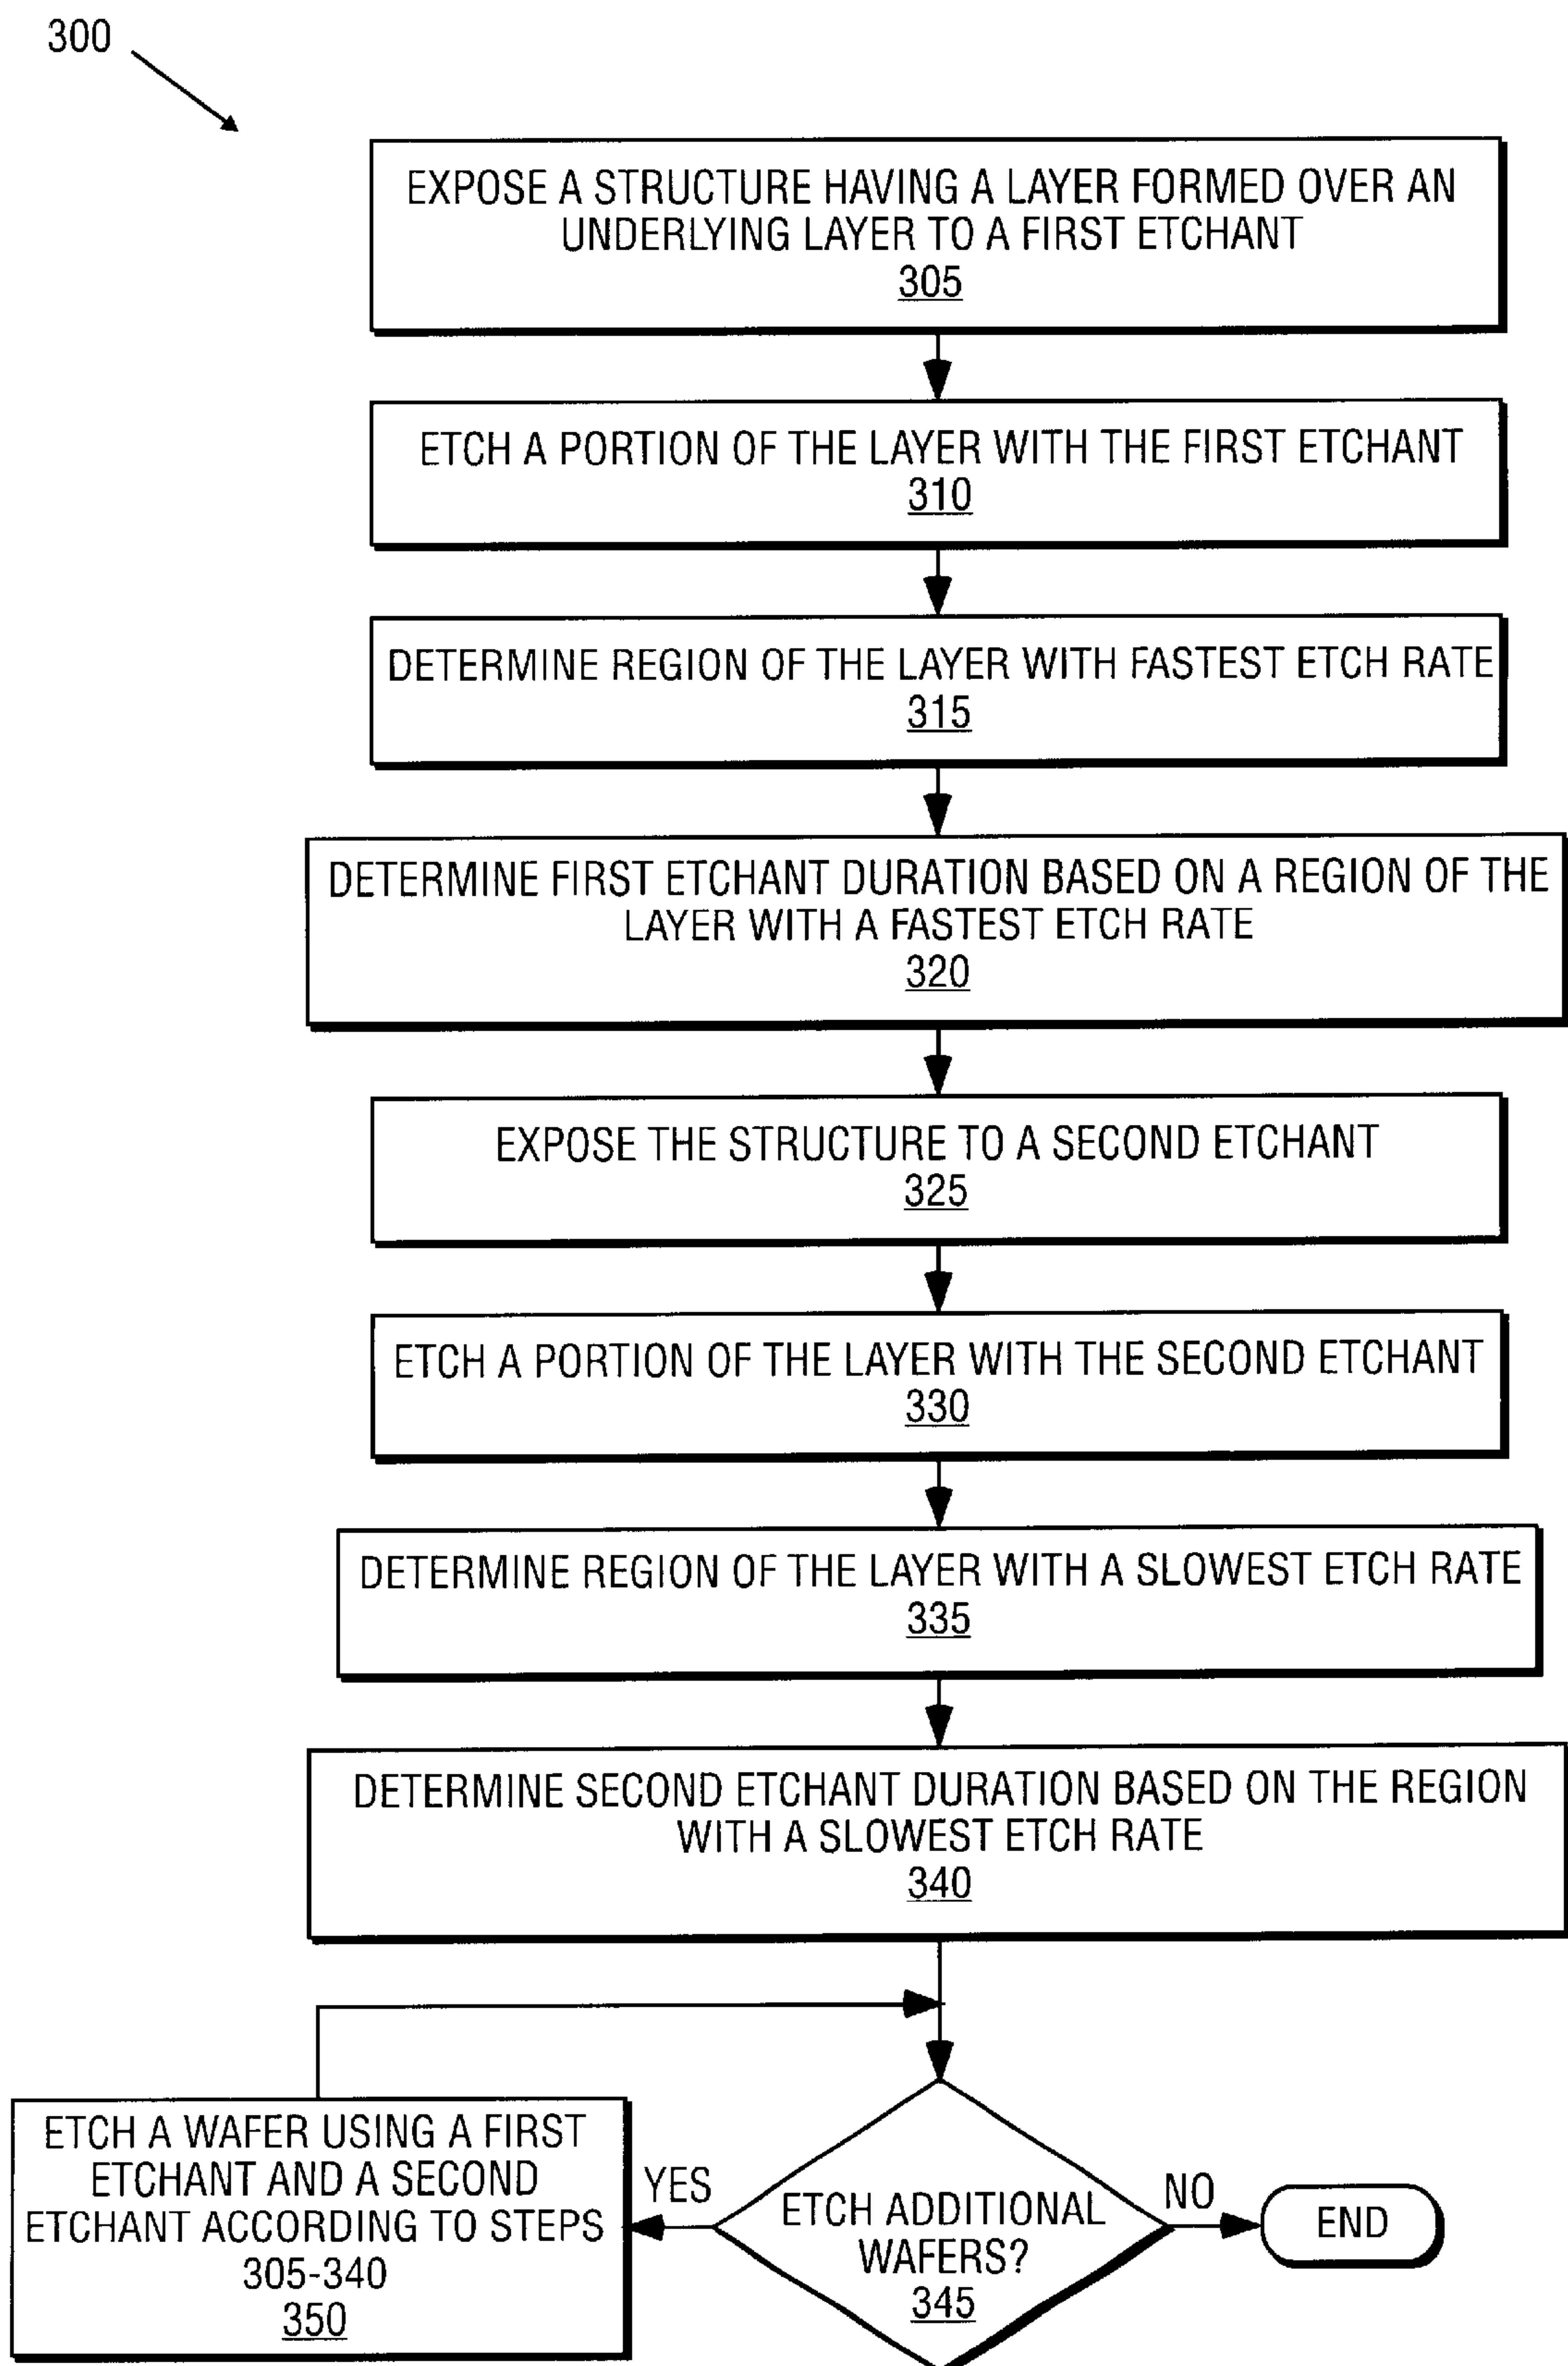 300
EXPOSE A STRUCTURE HAVING A LAYER FORMED OVER AN
UNDERLYING LAYER TO A FIRST ETCHANT
305
ETCH A PORTION OF THE LAYER WITH THE FIRST ETCHANT
310
DETERMINE REGION OF THE LAYER WITH FASTEST ETCH RATE
315
DETERMINE FIRST ETCHANT DURATION BASED ON A REGION OF THE
LAYER WITH A FASTEST ETCH RATE
320
EXPOSE THE STRUCTURE TO A SECOND ETCHANT
325
ETCH A PORTION OF THE LAYER WITH THE SECOND ETCHANT
330
DETERMINE REGION OF THE LAYER WITH A SLOWEST ETCH RATE
335
DETERMINE SECOND ETCHANT DURATION BASED ON THE REGION
WITH A SLOWEST ETCH RATE
340
ETCH A WAFER USING A FIRST
ETCHANT AND A SECOND
ETCHANT ACCORDING TO STEPS
305-340
350
YES
ETCH ADDITIONAL
WAFERS?
345
NO
END